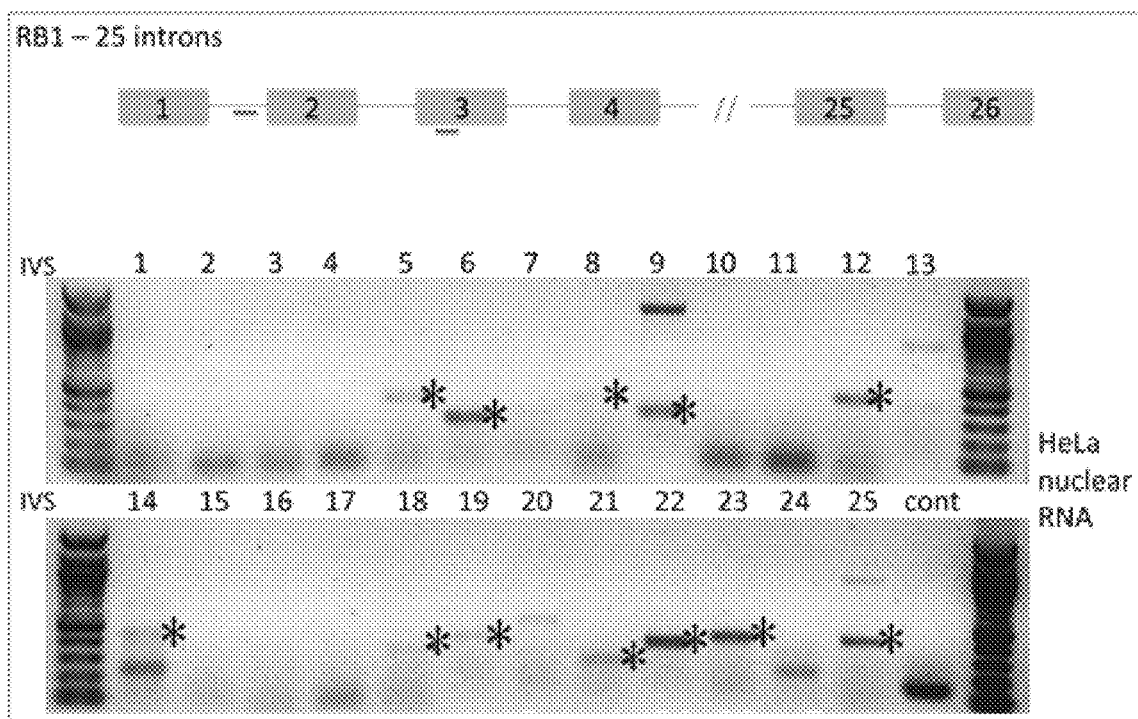 RB1 – 25 introns
1 2 3 4 // 25 26
IVS 1 2 3 4 5 6 7 8 9 10 11 12 13
* * * * *
HeLa
nuclear
RNA
IVS 14 15 16 17 18 19 20 21 22 23 24 25 cont
* * * * * * *